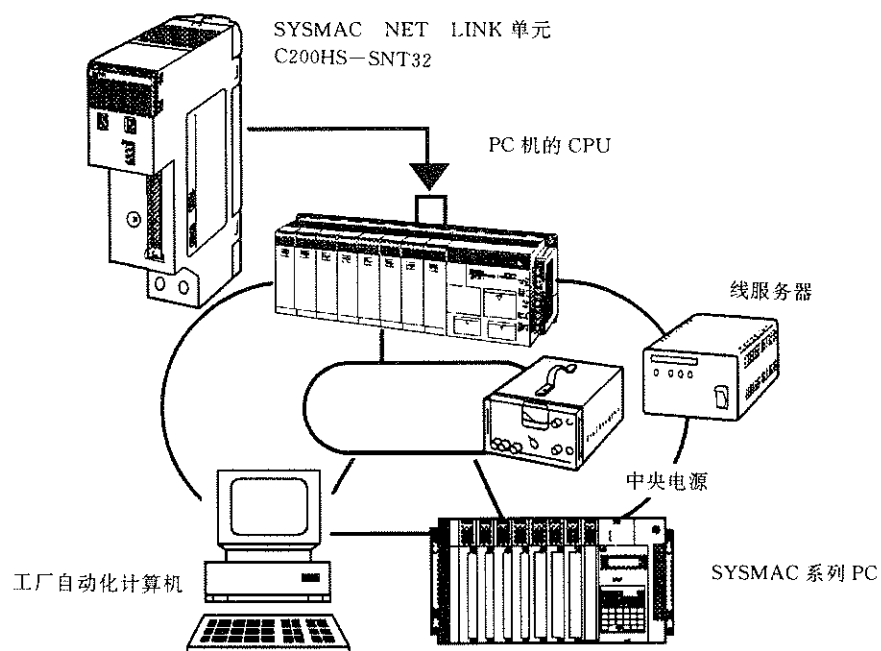 SYSMAC NET LINK 单元
C200HS-SNT32
PC 机的 CPU
线服务器
中央电源
工厂自动化计算机
SYSMAC 系列 PC